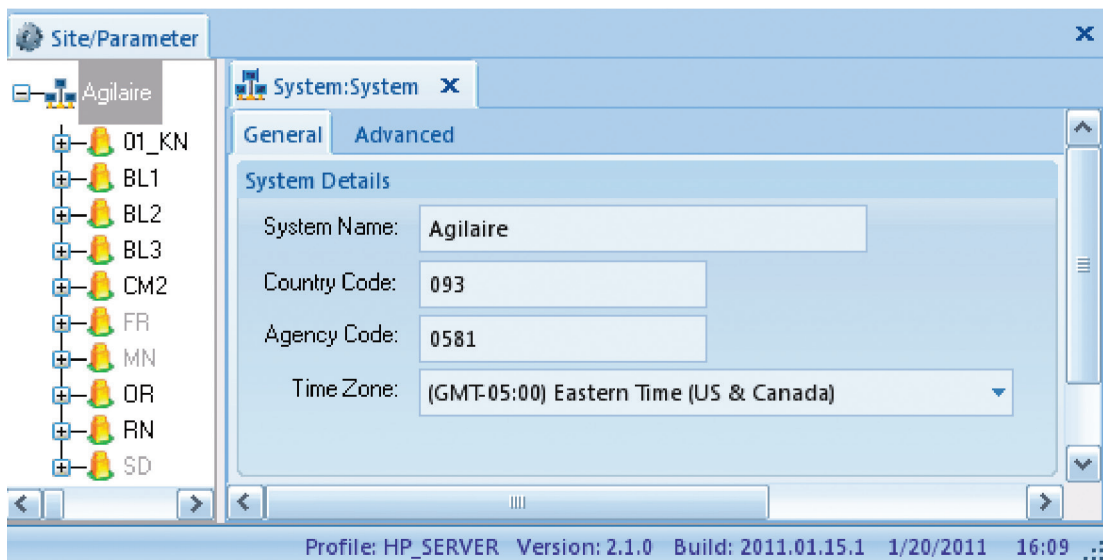 Site/Parameter
Agilaire
01_KN
BL1
BL2
BL3
CM2
FR
MN
OR
RN
SD
System:System
General Advanced
System Details
System Name: Agilaire
Country Code: 093
Agency Code: 0581
Time Zone: (GMT-05:00) Eastern Time (US & Canada)
Profile: HP_SERVER Version: 2.1.0 Build: 2011.01.15.1 1/20/2011 16:09